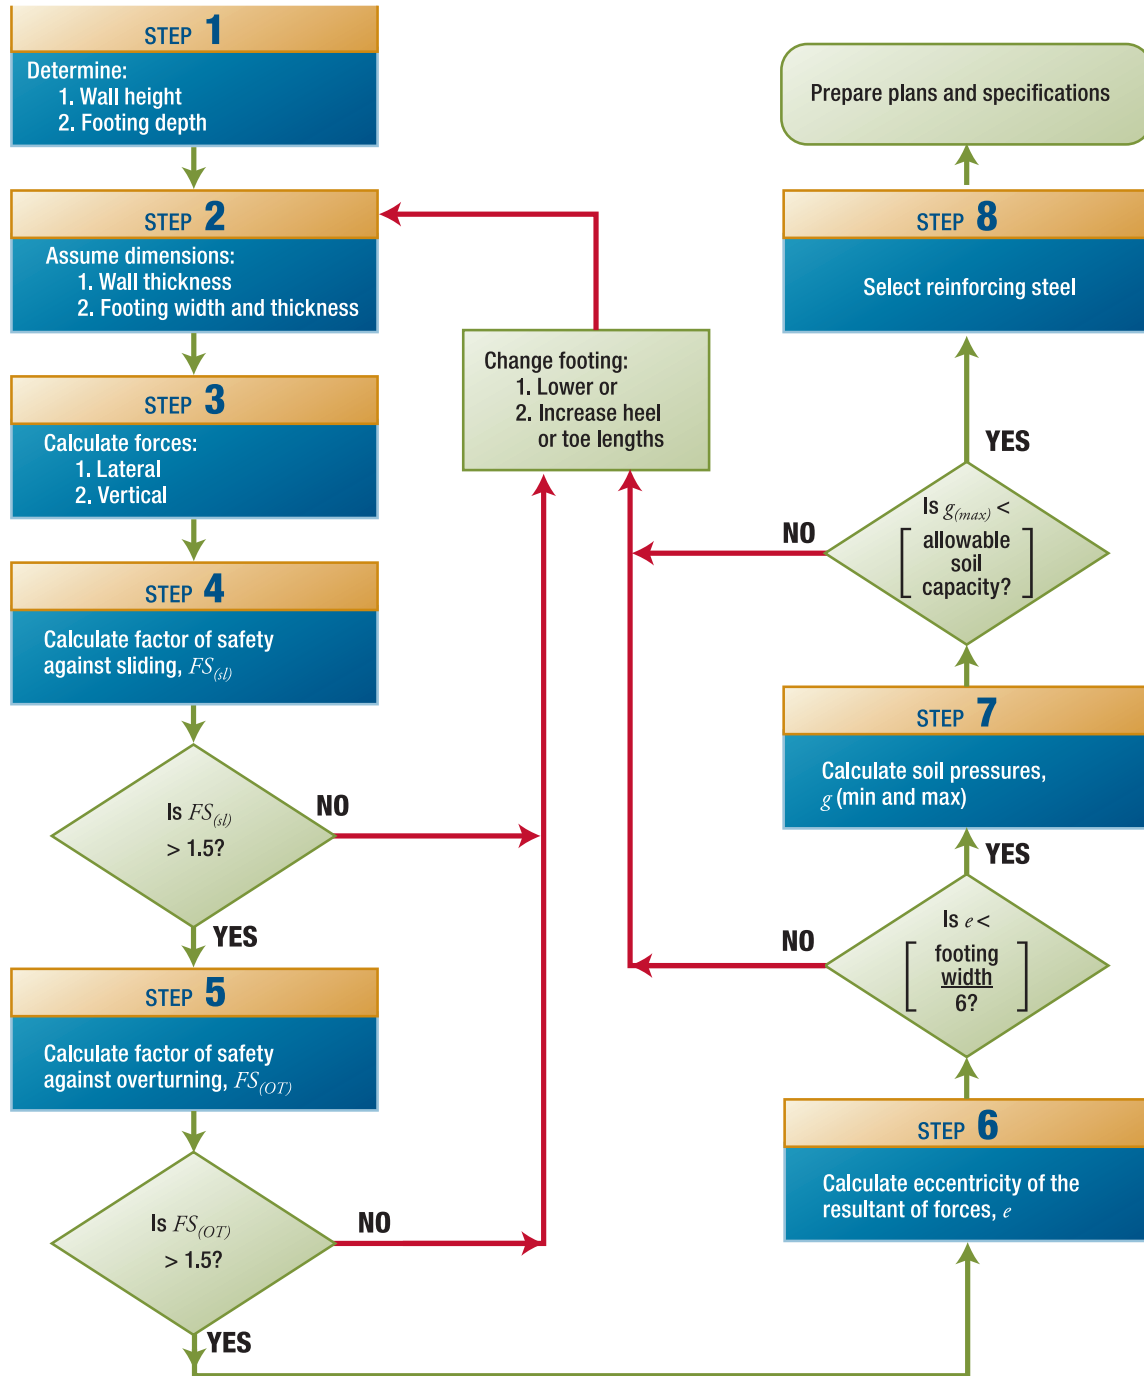 STEP 1
Determine:
1. Wall height
2. Footing depth
STEP 2
Assume dimensions:
1. Wall thickness
2. Footing width and thickness
STEP 3
Calculate forces:
1. Lateral
2. Vertical
STEP 4
Calculate factor of safety
against sliding, FS(sl)
Is FS(sl)
> 1.5?
NO
YES
STEP 5
Calculate factor of safety
against overturning, FS(OT)
Is FS(OT)
> 1.5?
NO
YES
Change footing:
1. Lower or
2. Increase heel
or toe lengths
STEP 6
Calculate eccentricity of the
resultant of forces, e
Is e <
footing
width
6?
NO
YES
STEP 7
Calculate soil pressures,
g (min and max)
Is g(max) <
allowable
soil
capacity?
NO
YES
STEP 8
Select reinforcing steel
Prepare plans and specifications